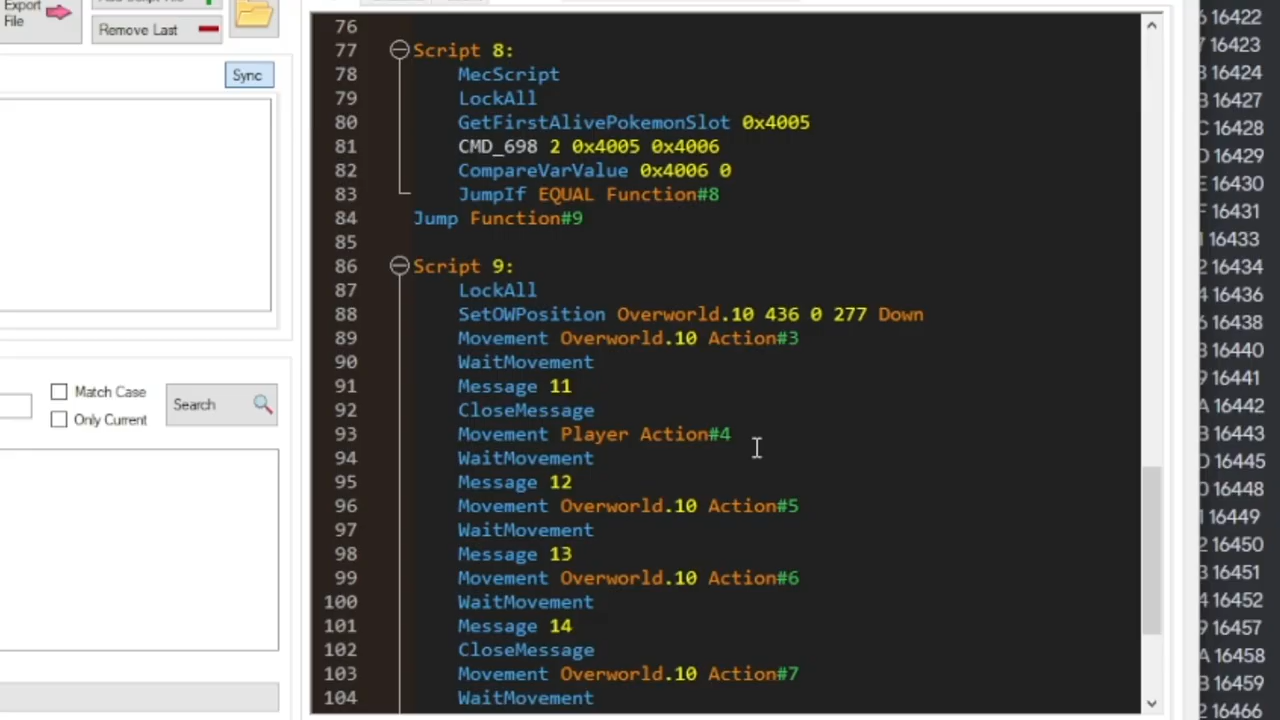 Export
File
Remove Last
Sync
Match Case
Only Current
Search
76
77 Script 8:
78 MecScript
79 LockAll
80 GetFirstAlivePokemonSlot 0x4005
81 CMD_698 2 0x4005 0x4006
82 CompareVarValue 0x4006 0
83 JumpIf EQUAL Function#8
84 Jump Function#9
85
86 Script 9:
87 LockAll
88 SetOWPosition Overworld.10 436 0 277 Down
89 Movement Overworld.10 Action#3
90 WaitMovement
91 Message 11
92 CloseMessage
93 Movement Player Action#4
94 WaitMovement
95 Message 12
96 Movement Overworld.10 Action#5
97 WaitMovement
98 Message 13
99 Movement Overworld.10 Action#6
100 WaitMovement
101 Message 14
102 CloseMessage
103 Movement Overworld.10 Action#7
104 WaitMovement
16422
16423
16424
16427
16428
16429
16430
16431
16433
16434
16436
16438
16440
16441
16442
16443
16445
16448
16449
16450
16451
16452
16457
16458
16459
16466